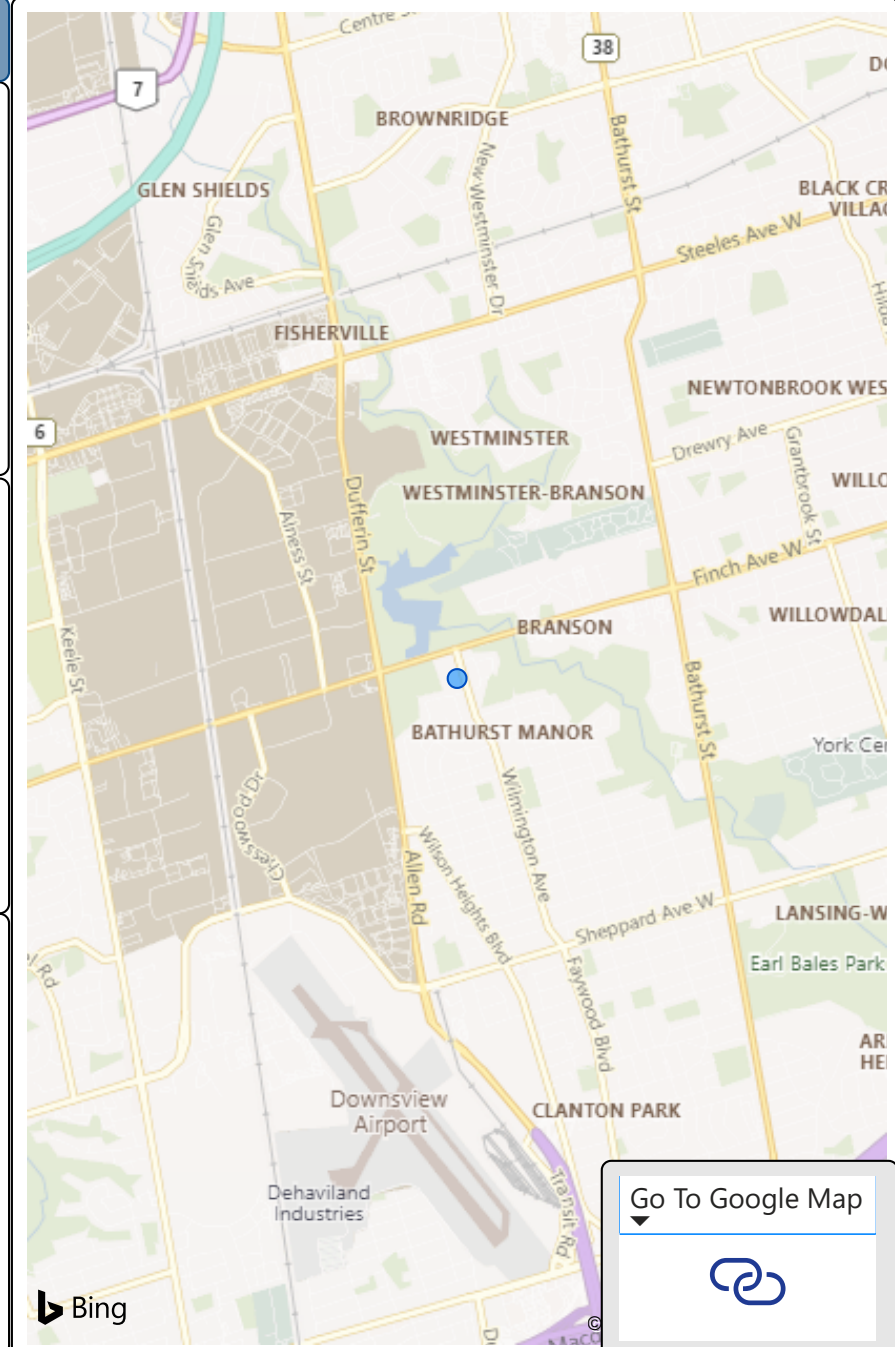 Centre S
38
7
DO
BROWNRIDGE
Bathurst St
New Westminster Dr
GLEN SHIELDS
BLACK CR
VILLAG
Glen Shields Ave
Steeles Ave W
FISHERVILLE
NEWTONBROOK WES
6
WESTMINSTER
Drewry Ave
Grantbrook St
WESTMINSTER-BRANSON
WILLO
Dufferin St
Alness St
Finch Ave W
BRANSON
WILLOWDAL
Keele St
Bathurst St
BATHURST MANOR
York Cen
Chesswood Dr
Wilmington Ave
Wilson Heights Blvd
Allen Rd
Sheppard Ave W
LANSING-W
l Rd
Faywood Blvd
Earl Bales Park
AR
HE
Downsview
Airport
CLANTON PARK
Dehaviland
Industries
Transit Rd
Go To Google Map
Bing
©